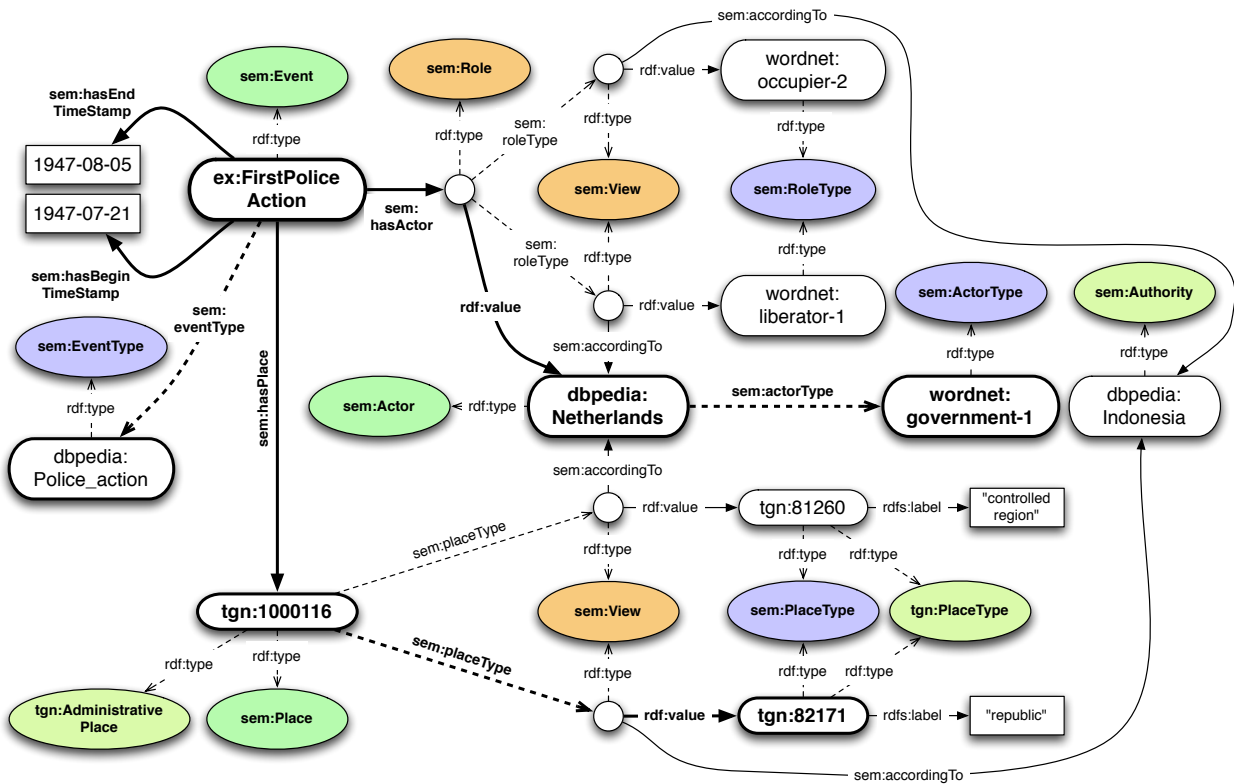 sem:accordingTo
sem:Event
sem:Role
rdf:value
wordnet:
occupier-2
sem:hasEnd
TimeStamp
rdf:type
rdf:type
sem:
roleType
rdf:type
rdf:type
1947-08-05
ex:FirstPolice
Action
1947-07-21
sem:
hasActor
sem:View
sem:RoleType
sem:
roleType
rdf:type
rdf:type
sem:hasBegin
TimeStamp
rdf:value
rdf:value
wordnet:
liberator-1
sem:ActorType
sem:Authority
sem:
eventType
sem:EventType
sem:hasPlace
sem:accordingTo
rdf:type
rdf:type
rdf:type
sem:Actor
rdf:type
dbpedia:
Netherlands
sem:actorType
wordnet:
government-1
dbpedia:
Indonesia
dbpedia:
Police_action
sem:accordingTo
sem:placeType
rdf:value
tgn:81260
rdfs:label
"controlled
region"
rdf:type
rdf:type
rdf:type
tgn:1000116
sem:View
sem:PlaceType
tgn:PlaceType
sem:placeType
rdf:type
rdf:type
rdf:type
rdf:type
rdf:type
tgn:Administrative
Place
sem:Place
rdf:value
tgn:82171
rdfs:label
"republic"
sem:accordingTo